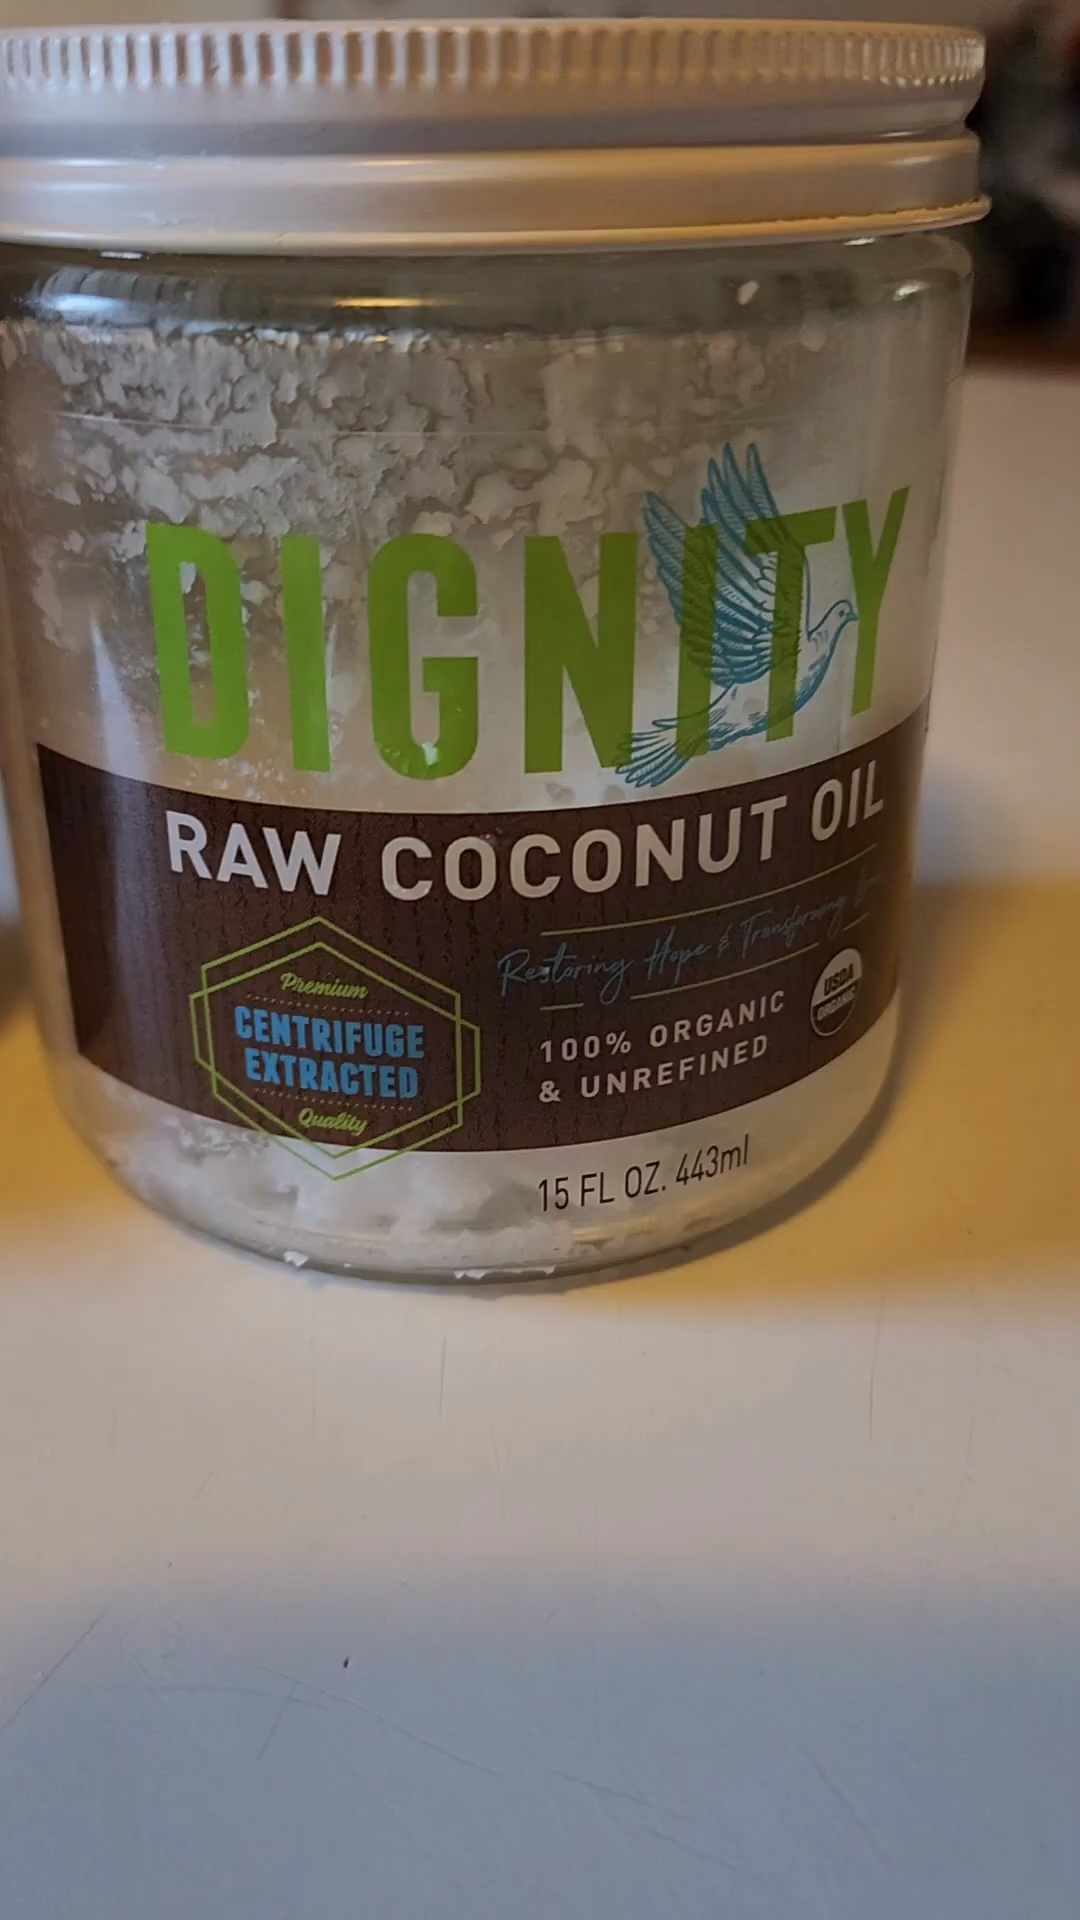 DIGNITY
RAW COCONUT OIL
Restoring Hope & Transforming
Premium
CENTRIFUGE
EXTRACTED
Quality
100% ORGANIC
& UNREFINED
USDA
ORGANIC
15 FL OZ. 443ml